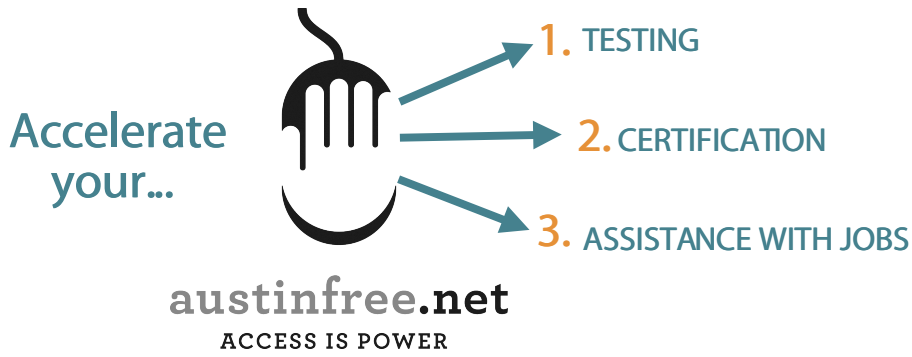 Accelerate
your...
1. TESTING
2. CERTIFICATION
3. ASSISTANCE WITH JOBS
austinfree.net
ACCESS IS POWER